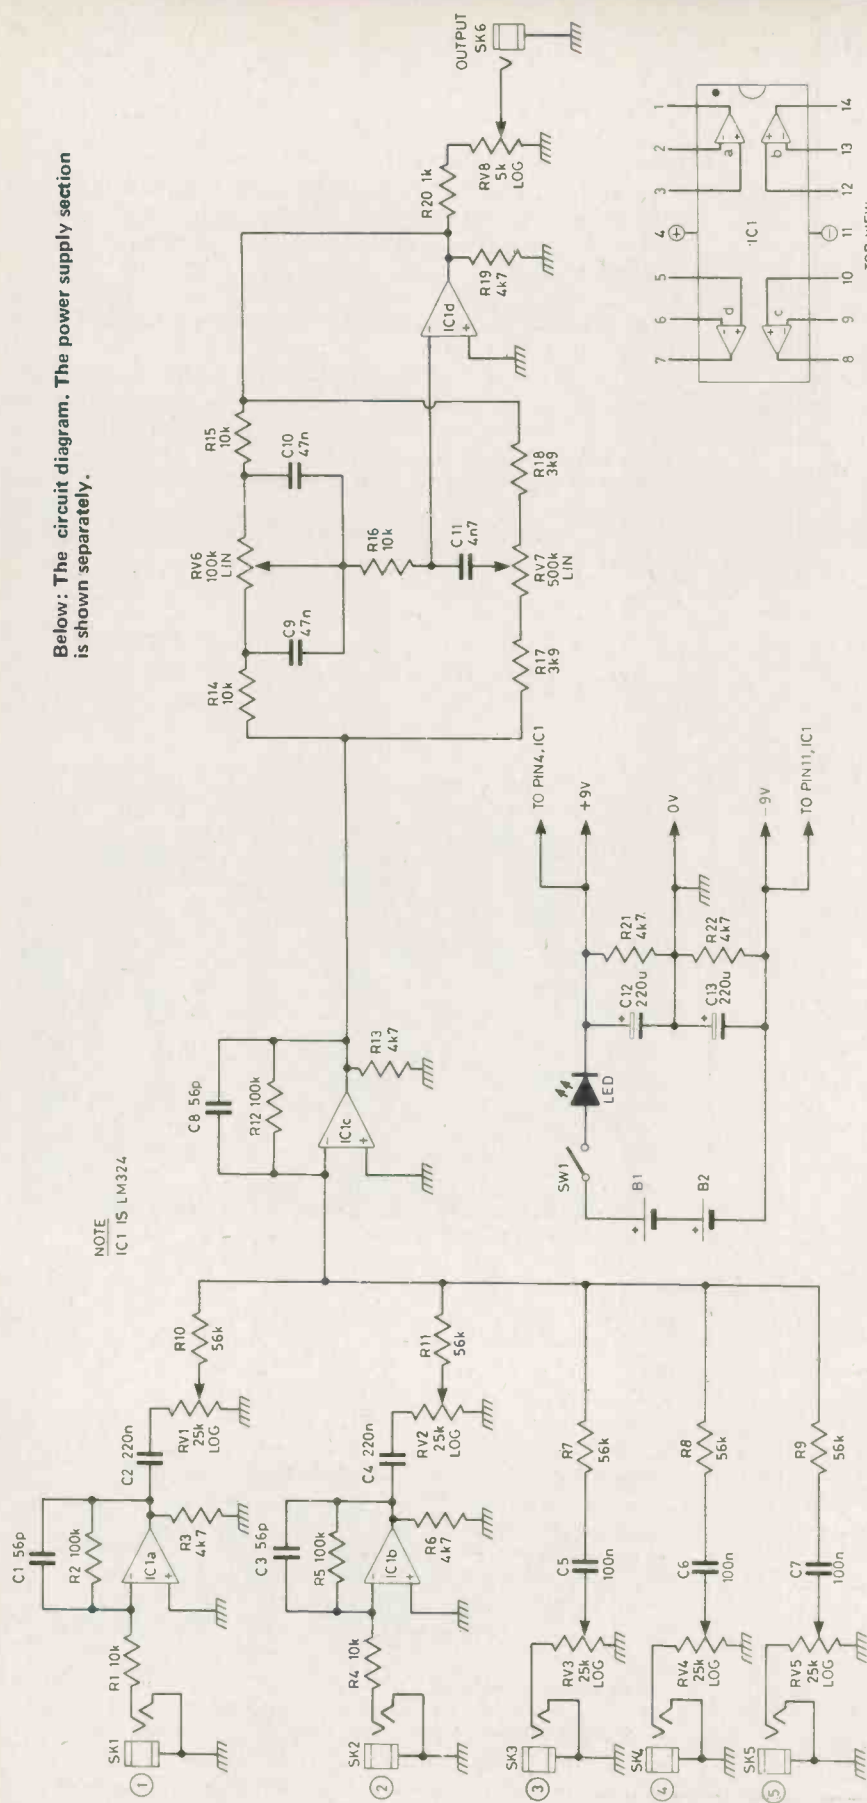 Below: The circuit diagram. The power supply section
is shown separately.
NOTE
IC1 IS LM324
C1 56p
R2 100k
R1 10k
IC1a
R3
4k7
C2 220n
RV1
25k
LOG
R10
56k
SK1
1
C3 56p
R5 100k
R4 10k
IC1b
R6
4k7
C4 220n
RV2
25k
LOG
R11
56k
SK2
2
SK3
3
RV3
25k
LOG
C5
100n
R7
56k
SK4
4
RV4
25k
LOG
C6
100n
R8
56k
SK5
5
RV5
25k
LOG
C7
100n
R9
56k
C8 56p
R12 100k
IC1c
R13
4k7
R14
10k
C9
47n
RV6
100k
LIN
C10
47n
R15
10k
R16
10k
C11
4n7
R17
3k9
RV7
500k
LIN
R18
3k9
IC1d
R19
4k7
R20 1k
RV8
5k
LOG
OUTPUT
SK6
SW1
LED
B1
B2
C12
220u
C13
220u
R21
4k7
R22
4k7
TO PIN4, IC1
+9V
0V
-9V
TO PIN11, IC1
1
2
3
4
5
6
7
a
d
IC1
b
c
14
13
12
11
10
9
8
TOP VIEW